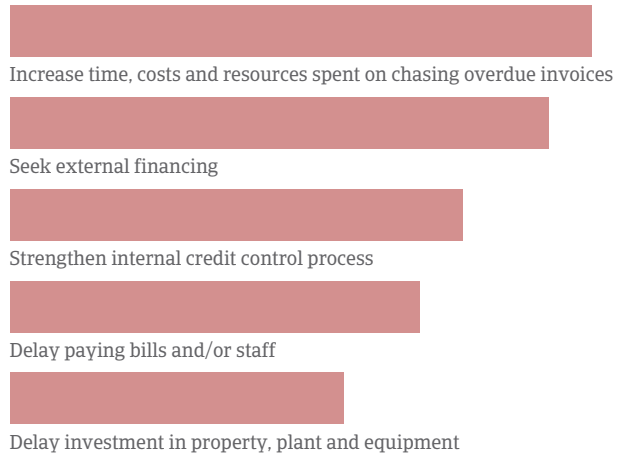 Increase time, costs and resources spent on chasing overdue invoices
Seek external financing
Strengthen internal credit control process
Delay paying bills and/or staff
Delay investment in property, plant and equipment